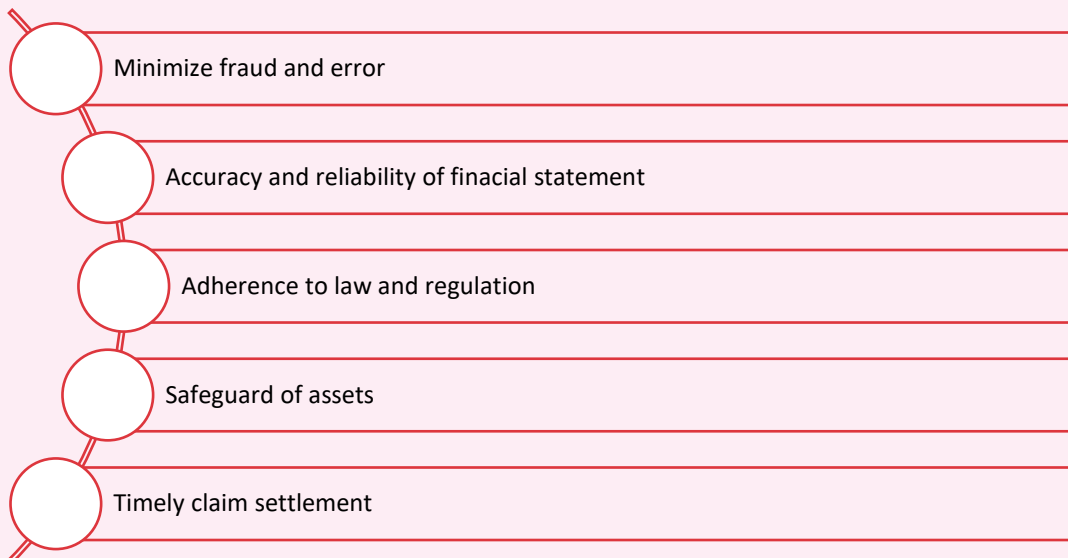 Minimize fraud and error
Accuracy and reliability of finacial statement
Adherence to law and regulation
Safeguard of assets
Timely claim settlement